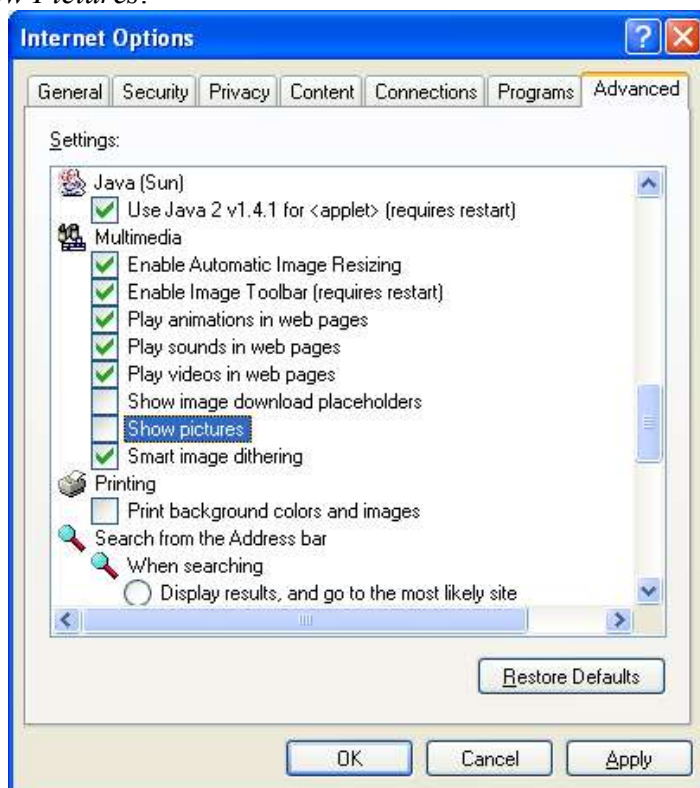 Pictures.
Internet Options
General Security Privacy Content Connections Programs Advanced
Settings:
Java (Sun)
Use Java 2 v1.4.1 for <applet> (requires restart)
Multimedia
Enable Automatic Image Resizing
Enable Image Toolbar (requires restart)
Play animations in web pages
Play sounds in web pages
Play videos in web pages
Show image download placeholders
Show pictures
Smart image dithering
Printing
Print background colors and images
Search from the Address bar
When searching
Display results, and go to the most likely site
Restore Defaults
OK Cancel Apply